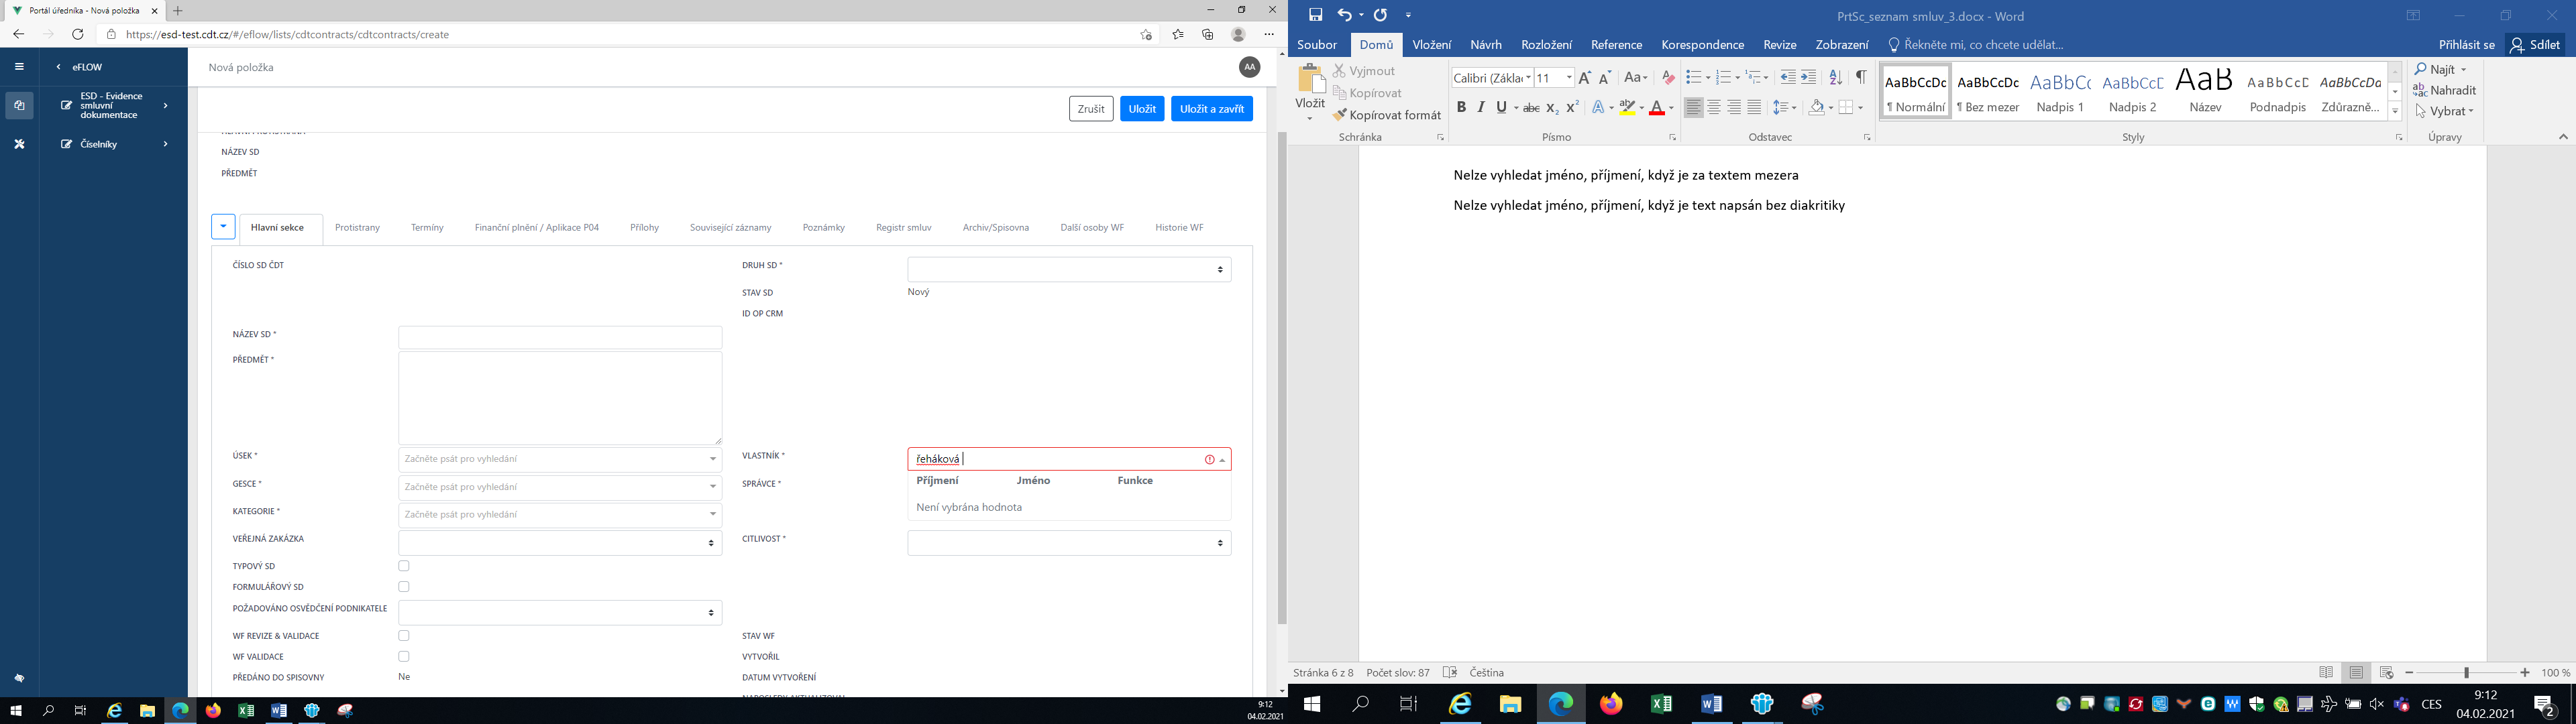 Portál úředníka - Nová položka
https://esd-test.cdt.cz/#/eflow/lists/cdtcontracts/cdtcontracts/create
eFLOW
ESD - Evidence
smluvní
dokumentace
Číselníky
Nová položka
AA
Zrušit
Uložit
Uložit a zavřít
NÁZEV SD
PŘEDMĚT
Hlavní sekce
Protistrany
Termíny
Finanční plnění / Aplikace P04
Přílohy
Související záznamy
Poznámky
Registr smluv
Archiv/Spisovna
Další osoby WF
Historie WF
ČÍSLO SD ČDT
DRUH SD *
STAV SD
Nový
ID OP CRM
NÁZEV SD *
PŘEDMĚT *
ÚSEK *
Začněte psát pro vyhledání
VLASTNÍK *
řeháková
GESCE *
Začněte psát pro vyhledání
SPRÁVCE *
Příjmení
Jméno
Funkce
Není vybrána hodnota
KATEGORIE *
Začněte psát pro vyhledání
VEŘEJNÁ ZAKÁZKA
CITLIVOST *
TYPOVÝ SD
FORMULÁŘOVÝ SD
POŽADOVÁNO OSVĚDČENÍ PODNIKATELE
WF REVIZE & VALIDACE
STAV WF
WF VALIDACE
VYTVOŘIL
PŘEDÁNO DO SPISOVNY
Ne
DATUM VYTVOŘENÍ
9:12
04.02.2021
PrtSc_seznam smluv_3.docx - Word
Soubor
Domů
Vložení
Návrh
Rozložení
Reference
Korespondence
Revize
Zobrazení
Řekněte mi, co chcete udělat...
Přihlásit se
Sdílet
Vložit
Vyjmout
Kopírovat
Kopírovat formát
Schránka
Calibri (Základ
11
Písmo
Odstavec
AaBbCcDc
¶ Normální
AaBbCcDc
¶ Bez mezer
AaBbCc
Nadpis 1
AaBbCcD
Nadpis 2
AaB
Název
AaBbCcD
Podnadpis
AaBbCcDa
Zdůrazně...
Styly
Najít
Nahradit
Vybrat
Úpravy
Nelze vyhledat jméno, příjmení, když je za textem mezera
Nelze vyhledat jméno, příjmení, když je text napsán bez diakritiky
Stránka 6 z 8
Počet slov: 87
Čeština
100 %
CES
9:12
04.02.2021
2